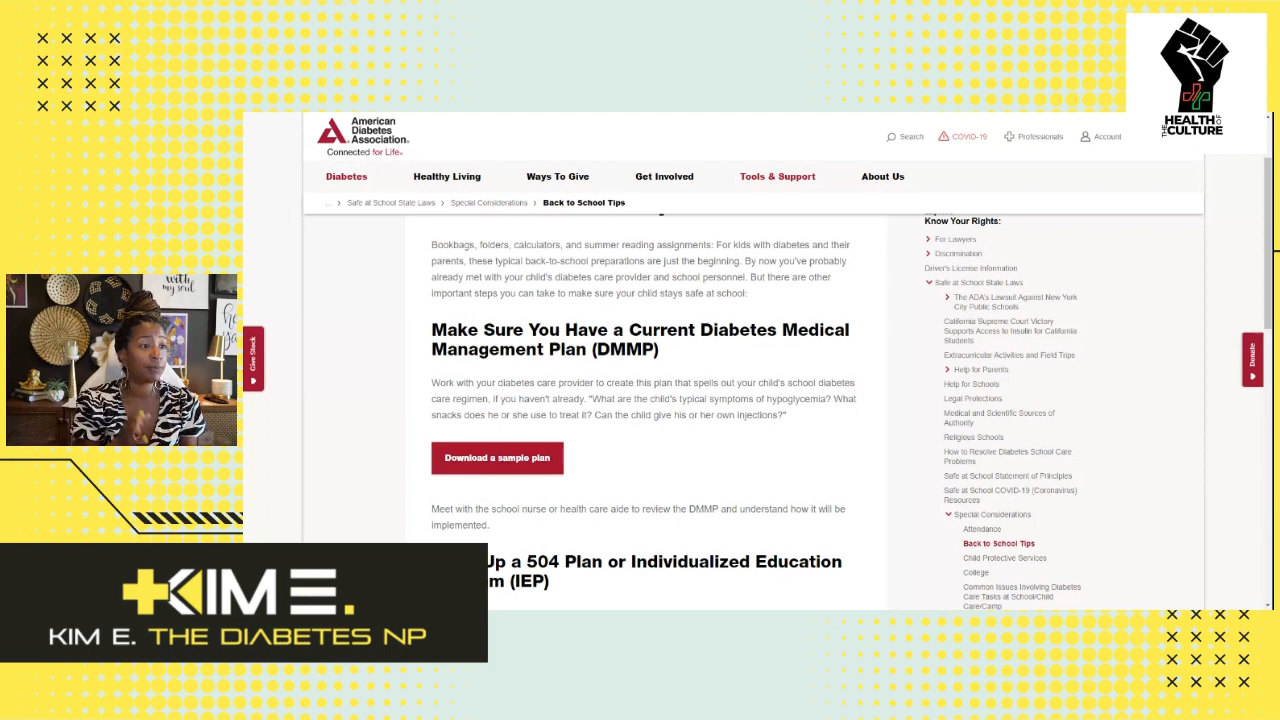 THE HEALTH OF
THE CULTURE
American
Diabetes
Association®
Connected for Life®
Search
COVID-19
Professionals
Account
Diabetes
Healthy Living
Ways To Give
Get Involved
Tools & Support
About Us
... › Safe at School State Laws › Special Considerations › Back to School Tips
Bookbags, folders, calculators, and summer reading assignments: For kids with diabetes and their
parents, these typical back-to-school preparations are just the beginning. By now you've probably
already met with your child's diabetes care provider and school personnel. But there are other
important steps you can take to make sure your child stays safe at school:
Make Sure You Have a Current Diabetes Medical
Management Plan (DMMP)
Work with your diabetes care provider to create this plan that spells out your child's school diabetes
care regimen, if you haven't already. "What are the child's typical symptoms of hypoglycemia? What
snacks does he or she use to treat it? Can the child give his or her own injections?"
Download a sample plan
Meet with the school nurse or health care aide to review the DMMP and understand how it will be
implemented.
Up a 504 Plan or Individualized Education
(IEP)
Know Your Rights:
For Lawyers
Discrimination
Driver's License Information
Safe at School State Laws
The ADA's Lawsuit Against New York
City Public Schools
California Supreme Court Victory
Supports Access to Insulin for California
Students
Extracurricular Activities and Field Trips
Help for Parents
Help for Schools
Legal Protections
Medical and Scientific Sources of
Authority
Religious Schools
How to Resolve Diabetes School Care
Problems
Safe at School Statement of Principles
Safe at School COVID-19 (Coronavirus)
Resources
Special Considerations
Attendance
Back to School Tips
Child Protective Services
College
Common Issues Involving Diabetes
Care Tasks at School/Child
Care/Camp
Give Stock
Donate
with
my soul
KIM E.
KIM E. THE DIABETES NP